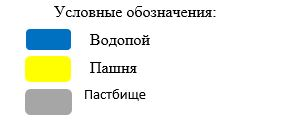 Условные обозначения:
Водопой
Пашня
Пастбище